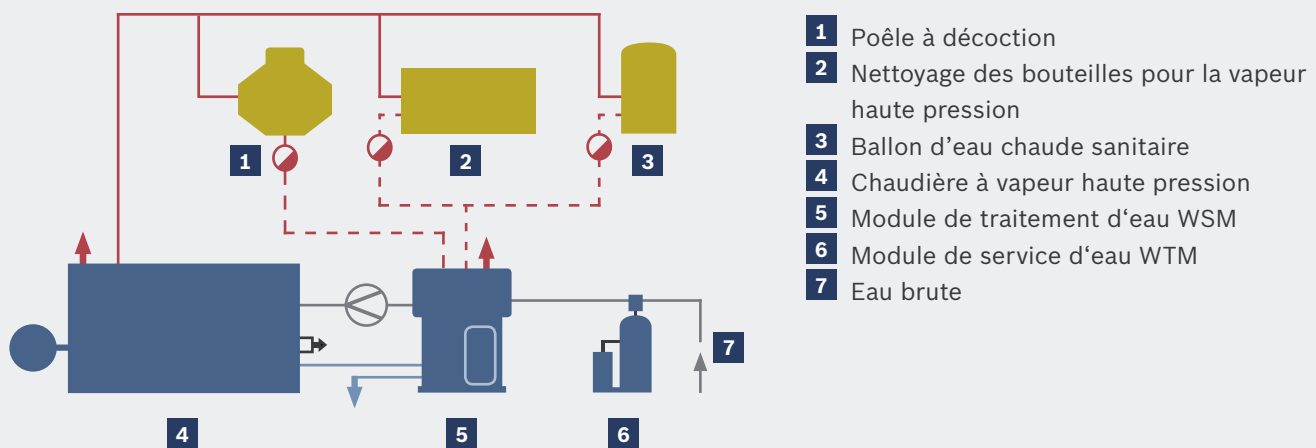 1 Poêle à décoction
2 Nettoyage des bouteilles pour la vapeur
haute pression
3 Ballon d’eau chaude sanitaire
4 Chaudière à vapeur haute pression
5 Module de traitement d‘eau WSM
6 Module de service d‘eau WTM
7 Eau brute
1
2
3
7
4
5
6